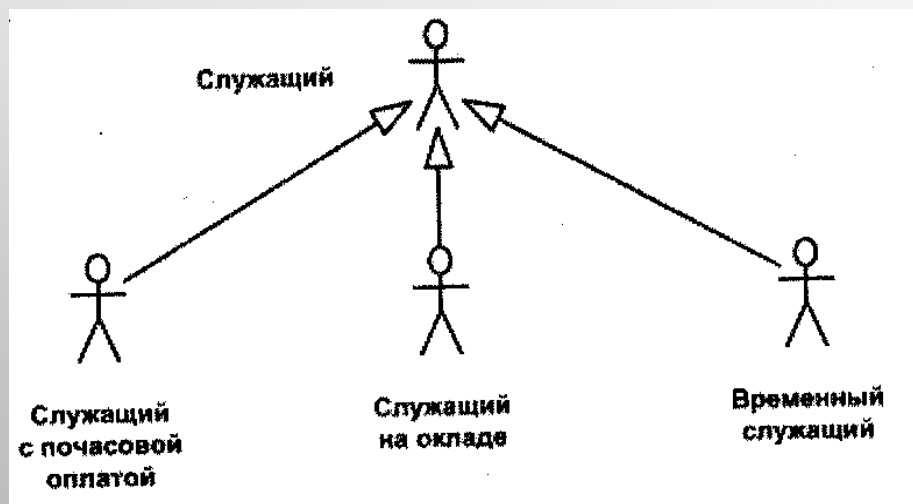 Служащий
Служащий
с почасовой
оплатой
Служащий
на окладе
Временный
служащий